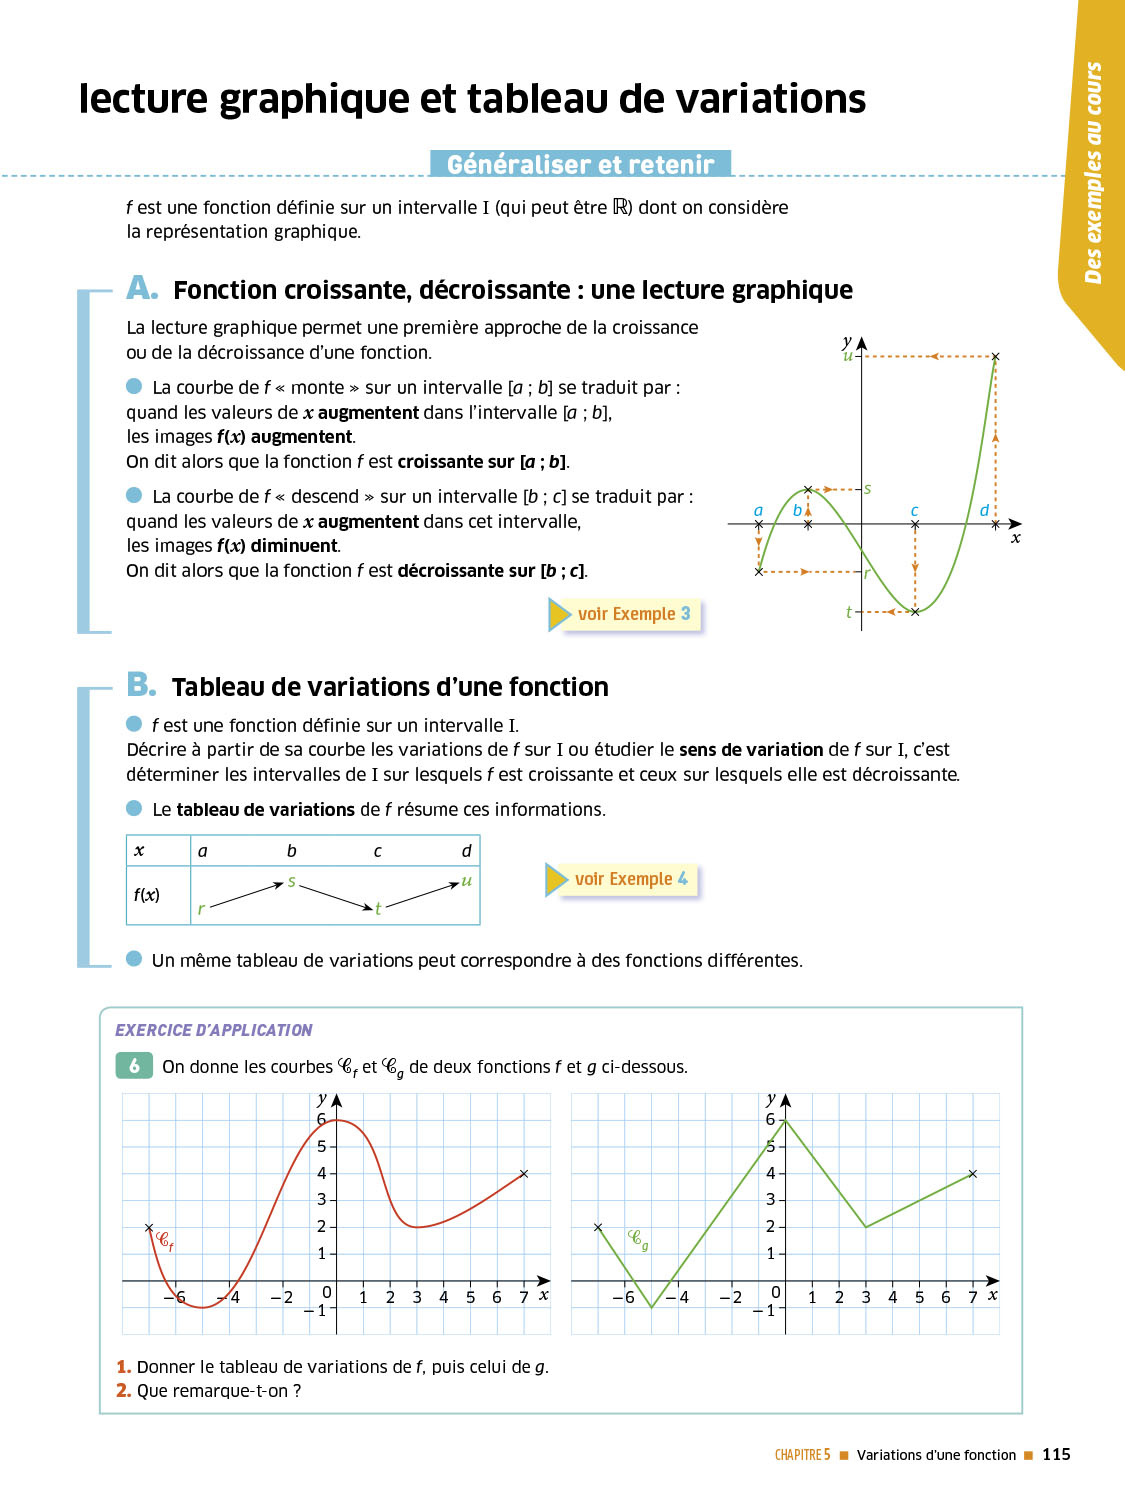 lecture graphique et tableau de variations
Des exemples au cours
Généraliser et retenir
f est une fonction définie sur un intervalle I (qui peut être ℝ) dont on considère
la représentation graphique.
A. Fonction croissante, décroissante : une lecture graphique
La lecture graphique permet une première approche de la croissance
ou de la décroissance d’une fonction.
● La courbe de f « monte » sur un intervalle [a ; b] se traduit par :
quand les valeurs de x augmentent dans l’intervalle [a ; b],
les images f(x) augmentent.
On dit alors que la fonction f est croissante sur [a ; b].
● La courbe de f « descend » sur un intervalle [b ; c] se traduit par :
quand les valeurs de x augmentent dans cet intervalle,
les images f(x) diminuent.
On dit alors que la fonction f est décroissante sur [b ; c].
voir Exemple 3
y
u
s
a b c d
x
r
t
B. Tableau de variations d’une fonction
● f est une fonction définie sur un intervalle I.
Décrire à partir de sa courbe les variations de f sur I ou étudier le sens de variation de f sur I, c’est
déterminer les intervalles de I sur lesquels f est croissante et ceux sur lesquels elle est décroissante.
● Le tableau de variations de f résume ces informations.
x a b c d
f(x) r s t u
voir Exemple 4
● Un même tableau de variations peut correspondre à des fonctions différentes.
EXERCICE D’APPLICATION
6 On donne les courbes 𝒞f et 𝒞g de deux fonctions f et g ci-dessous.
y
6
5
4
3
2
1
𝒞f
−6 −4 −2 0 1 2 3 4 5 6 7 x
−1
y
6
5
4
3
2
1
𝒞g
−6 −4 −2 0 1 2 3 4 5 6 7 x
−1
1. Donner le tableau de variations de f, puis celui de g.
2. Que remarque-t-on ?
CHAPITRE 5 ■ Variations d’une fonction ■ 115